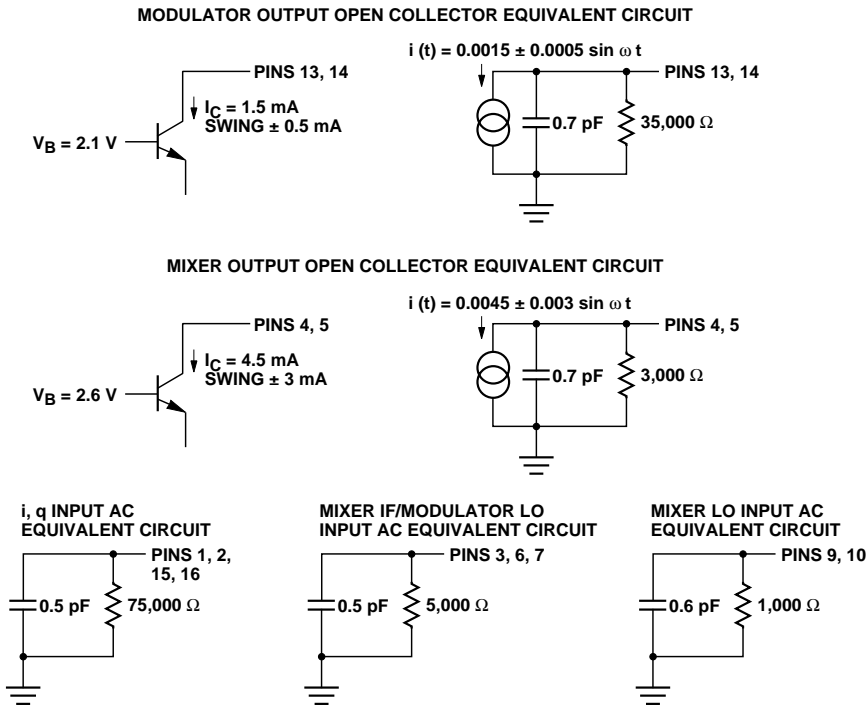 MODULATOR OUTPUT OPEN COLLECTOR EQUIVALENT CIRCUIT
PINS 13, 14
IC = 1.5 mA
SWING ± 0.5 mA
VB = 2.1 V
i (t) = 0.0015 ± 0.0005 sin ω t
PINS 13, 14
0.7 pF
35,000 Ω
MIXER OUTPUT OPEN COLLECTOR EQUIVALENT CIRCUIT
PINS 4, 5
IC = 4.5 mA
SWING ± 3 mA
VB = 2.6 V
i (t) = 0.0045 ± 0.003 sin ω t
PINS 4, 5
0.7 pF
3,000 Ω
i, q INPUT AC
EQUIVALENT CIRCUIT
PINS 1, 2,
15, 16
0.5 pF
75,000 Ω
MIXER IF/MODULATOR LO
INPUT AC EQUIVALENT CIRCUIT
PINS 3, 6, 7
0.5 pF
5,000 Ω
MIXER LO INPUT AC
EQUIVALENT CIRCUIT
PINS 9, 10
0.6 pF
1,000 Ω